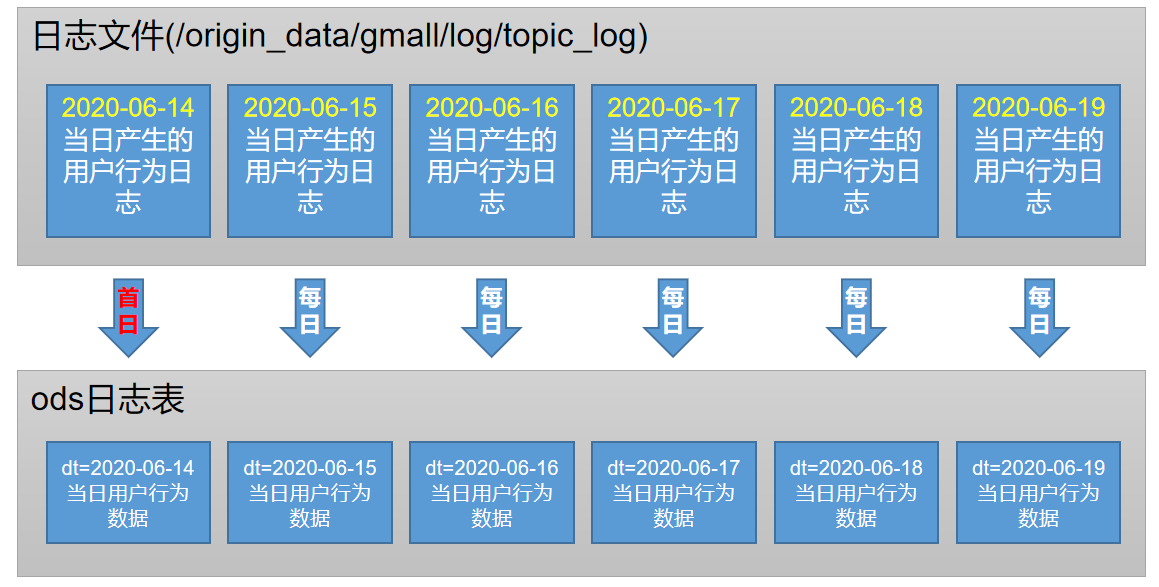 日志文件(/origin_data/gmall/log/topic_log)
2020-06-14
当日产生的
用户行为日
志
2020-06-15
当日产生的
用户行为日
志
2020-06-16
当日产生的
用户行为日
志
2020-06-17
当日产生的
用户行为日
志
2020-06-18
当日产生的
用户行为日
志
2020-06-19
当日产生的
用户行为日
志
首
日
每
日
每
日
每
日
每
日
每
日
ods日志表
dt=2020-06-14
当日用户行为
数据
dt=2020-06-15
当日用户行为
数据
dt=2020-06-16
当日用户行为
数据
dt=2020-06-17
当日用户行为
数据
dt=2020-06-18
当日用户行为
数据
dt=2020-06-19
当日用户行为
数据